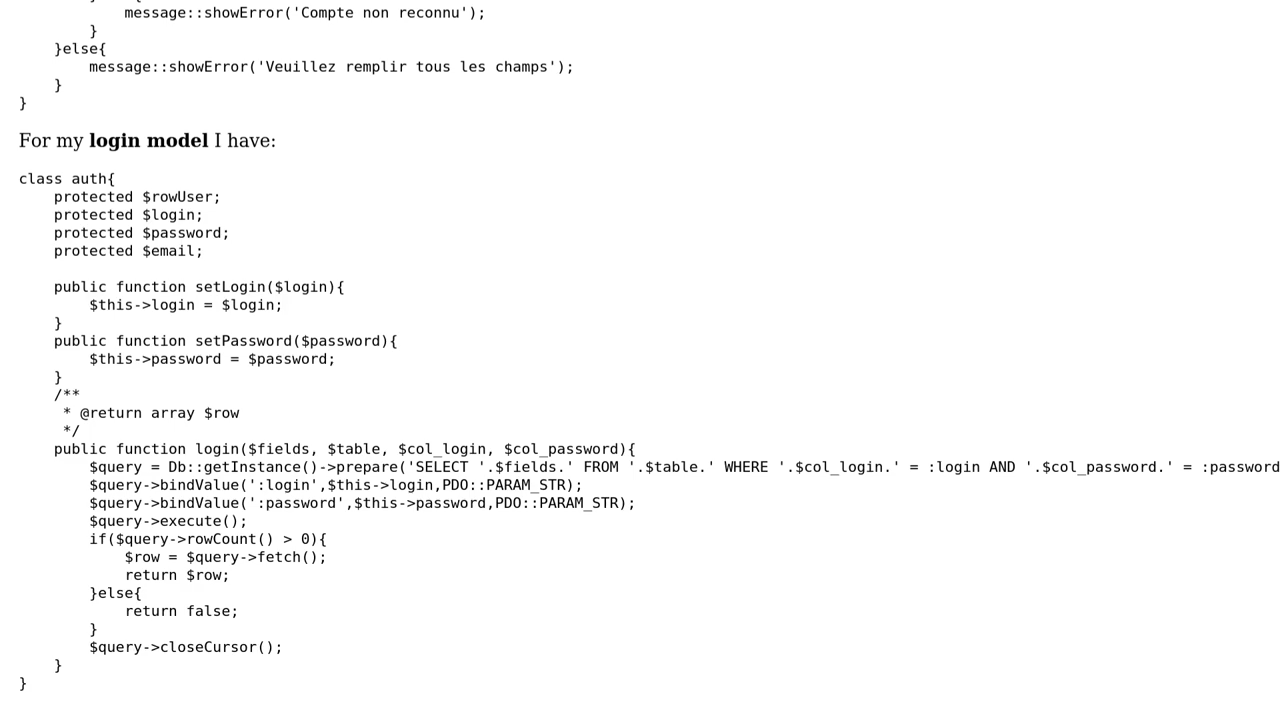 message::showError('Compte non reconnu');
}
}else{
message::showError('Veuillez remplir tous les champs');
}
}
For my login model I have:
class auth{
protected $rowUser;
protected $login;
protected $password;
protected $email;
public function setLogin($login){
$this->login = $login;
}
public function setPassword($password){
$this->password = $password;
}
/**
* @return array $row
*/
public function login($fields, $table, $col_login, $col_password){
$query = Db::getInstance()->prepare('SELECT '.$fields.' FROM '.$table.' WHERE '.$col_login.' = :login AND '.$col_password.' = :password
$query->bindValue(':login',$this->login,PDO::PARAM_STR);
$query->bindValue(':password',$this->password,PDO::PARAM_STR);
$query->execute();
if($query->rowCount() > 0){
$row = $query->fetch();
return $row;
}else{
return false;
}
$query->closeCursor();
}
}